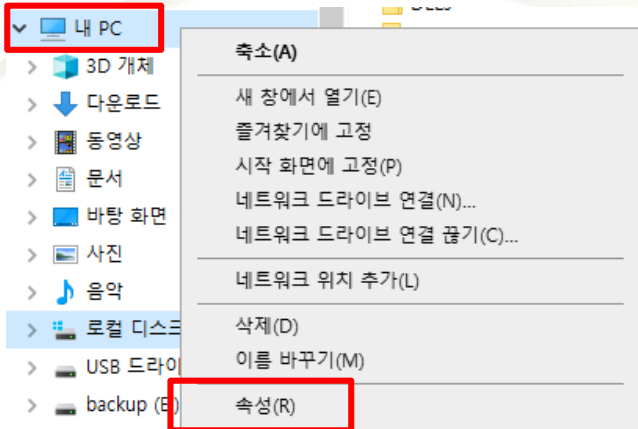 내 PC
3D 개체
다운로드
동영상
문서
바탕 화면
사진
음악
로컬 디스크
USB 드라이
backup (E)
축소(A)
새 창에서 열기(E)
즐겨찾기에 고정
시작 화면에 고정(P)
네트워크 드라이브 연결(N)...
네트워크 드라이브 연결 끊기(C)...
네트워크 위치 추가(L)
삭제(D)
이름 바꾸기(M)
속성(R)